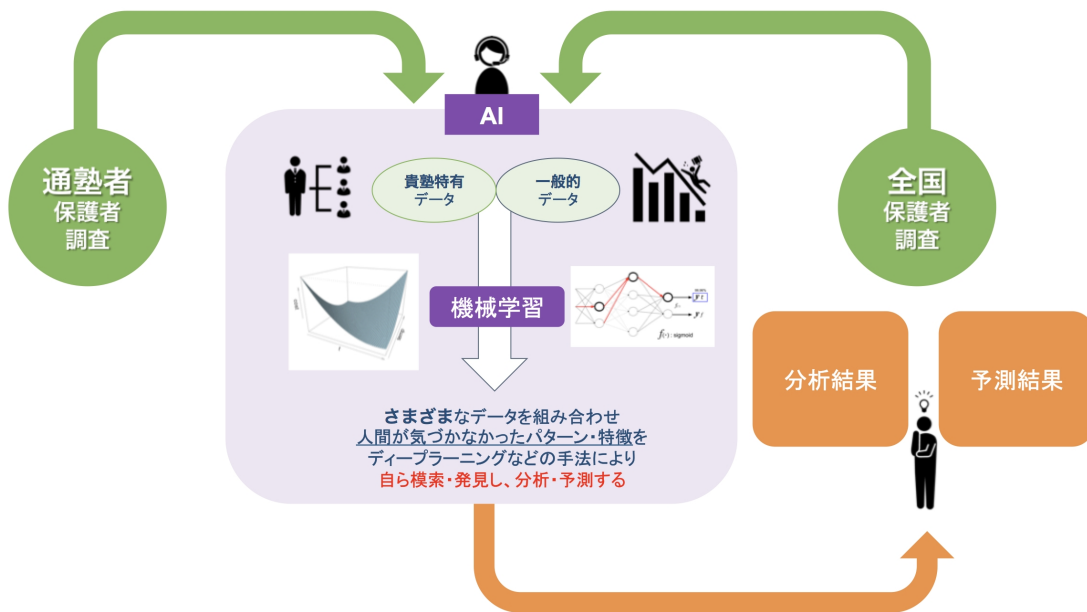 AI
通塾者
保護者
調査
貴塾特有
データ
一般的
データ
全国
保護者
調査
機械学習
f(・) : sigmoid
さまざまなデータを組み合わせ
人間が気づかなかったパターン・特徴を
ディープラーニングなどの手法により
自ら模索・発見し、分析・予測する
分析結果
予測結果